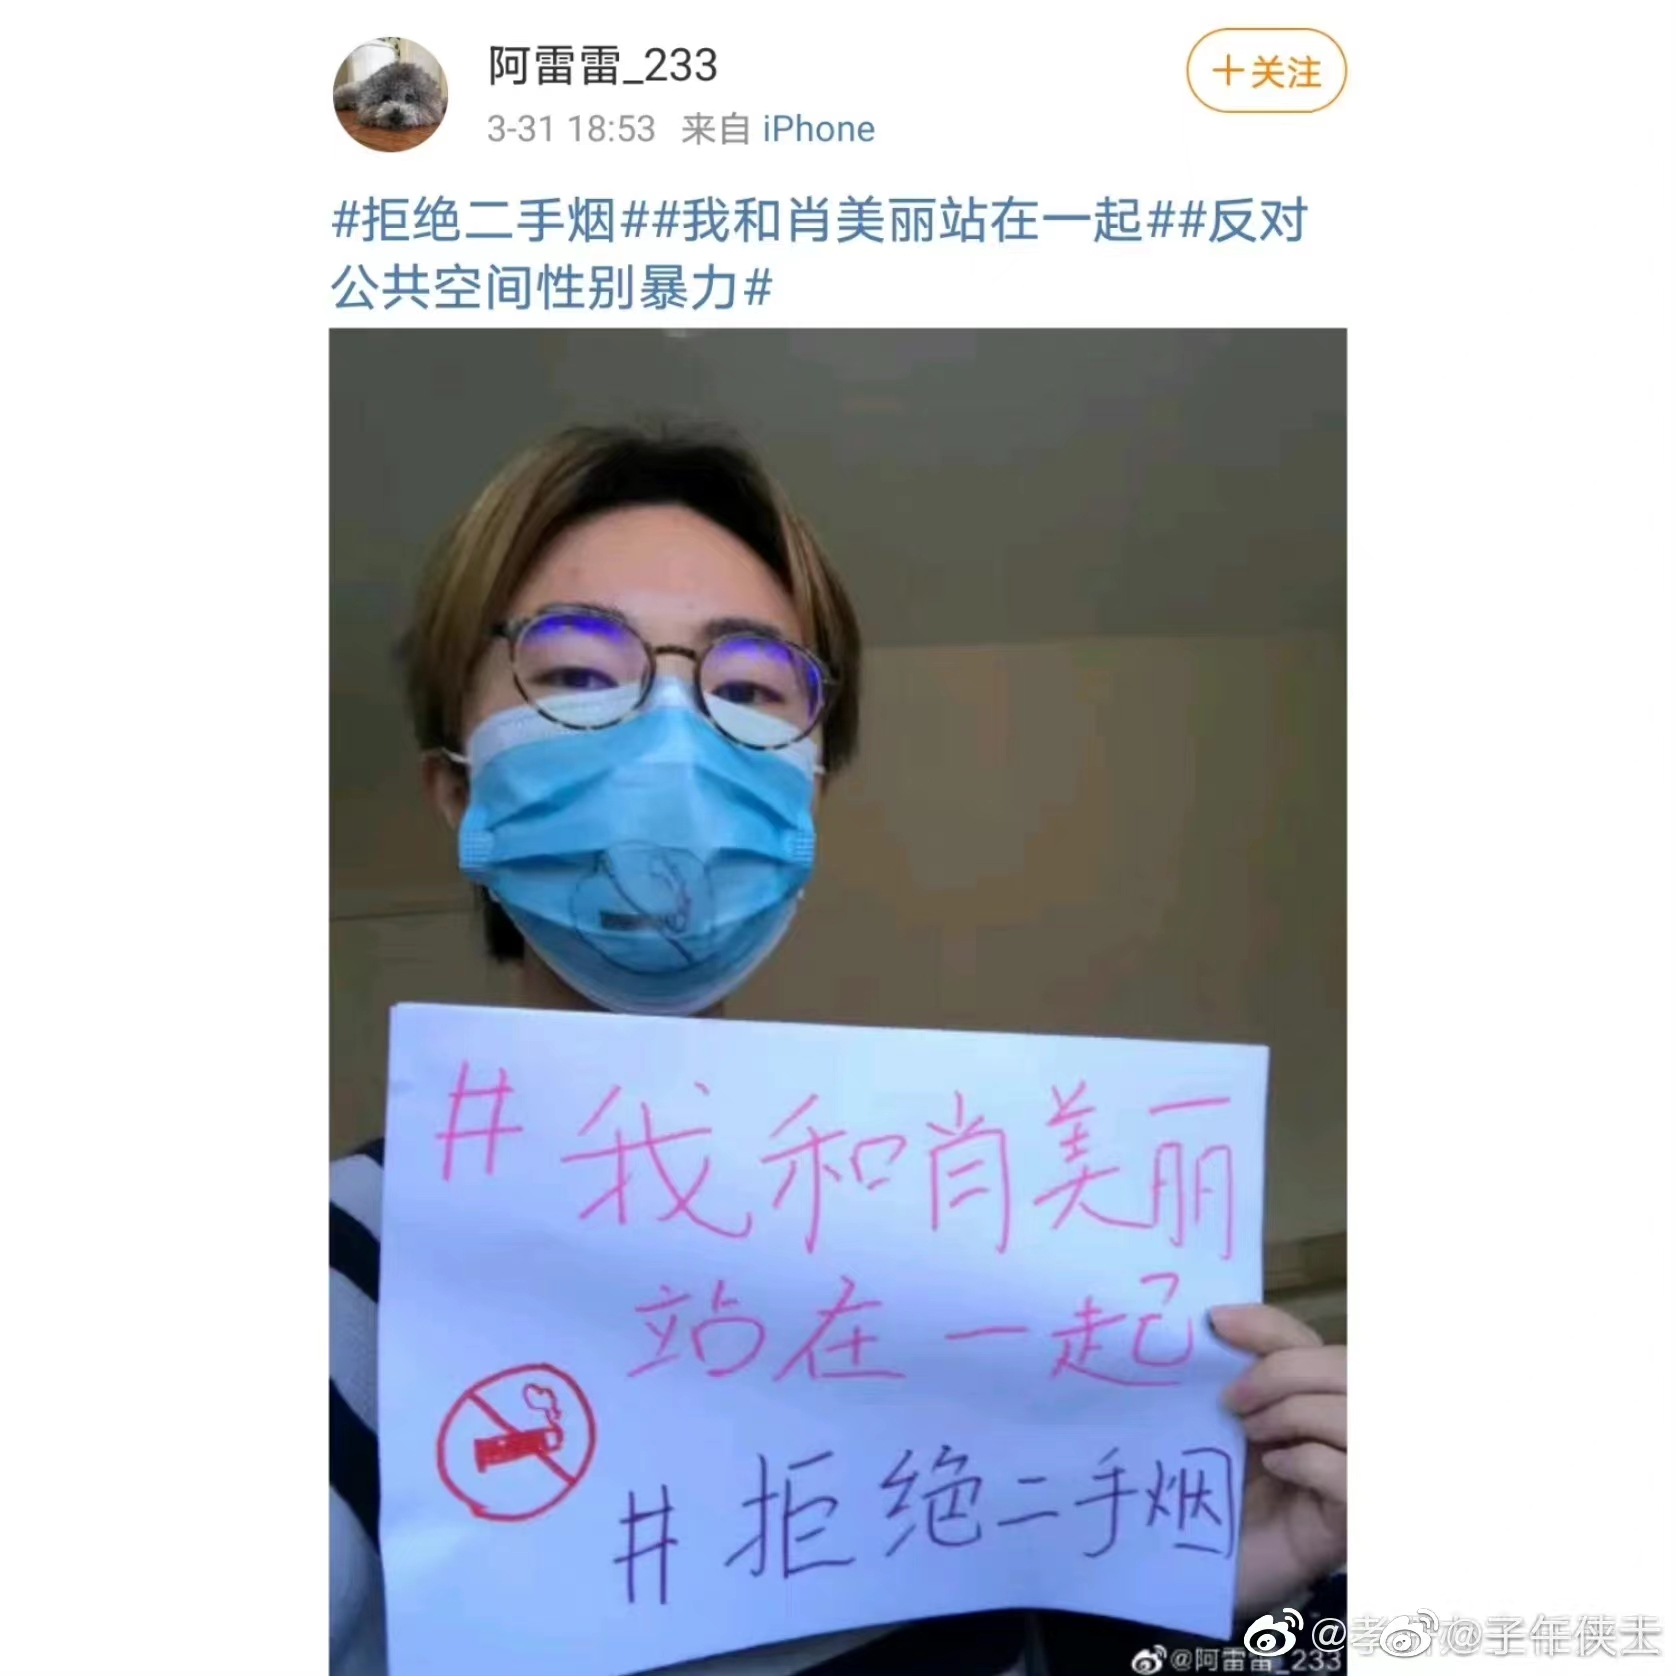 阿雷雷_233
+关注
3-31 18:53 来自 iPhone
#拒绝二手烟##我和肖美丽站在一起##反对
公共空间性别暴力#
#我和肖美丽
站在一起
#拒绝二手烟
@阿雷雷_233
@子年侠士